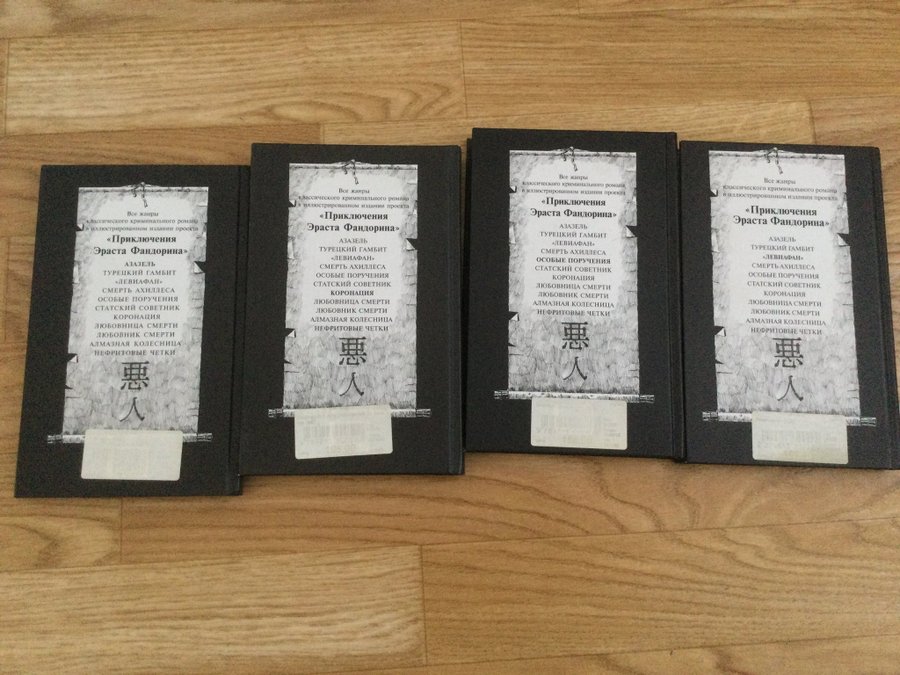 Все жанры
классического криминального романа
в иллюстрированном издании проекта
«Приключения
Эраста Фандорина»
АЗАЗЕЛЬ
ТУРЕЦКИЙ ГАМБИТ
«ЛЕВИАФАН»
СМЕРТЬ АХИЛЛЕСА
ОСОБЫЕ ПОРУЧЕНИЯ
СТАТСКИЙ СОВЕТНИК
КОРОНАЦИЯ
ЛЮБОВНИЦА СМЕРТИ
ЛЮБОВНИК СМЕРТИ
АЛМАЗНАЯ КОЛЕСНИЦА
НЕФРИТОВЫЕ ЧЕТКИ
悪
人
Все жанры
классического криминального романа
в иллюстрированном издании проекта
«Приключения
Эраста Фандорина»
АЗАЗЕЛЬ
ТУРЕЦКИЙ ГАМБИТ
«ЛЕВИАФАН»
СМЕРТЬ АХИЛЛЕСА
ОСОБЫЕ ПОРУЧЕНИЯ
СТАТСКИЙ СОВЕТНИК
КОРОНАЦИЯ
ЛЮБОВНИЦА СМЕРТИ
ЛЮБОВНИК СМЕРТИ
АЛМАЗНАЯ КОЛЕСНИЦА
НЕФРИТОВЫЕ ЧЕТКИ
悪
人
Все жанры
классического криминального романа
в иллюстрированном издании проекта
«Приключения
Эраста Фандорина»
АЗАЗЕЛЬ
ТУРЕЦКИЙ ГАМБИТ
«ЛЕВИАФАН»
СМЕРТЬ АХИЛЛЕСА
ОСОБЫЕ ПОРУЧЕНИЯ
СТАТСКИЙ СОВЕТНИК
КОРОНАЦИЯ
ЛЮБОВНИЦА СМЕРТИ
ЛЮБОВНИК СМЕРТИ
АЛМАЗНАЯ КОЛЕСНИЦА
НЕФРИТОВЫЕ ЧЕТКИ
悪
人
Все жанры
классического криминального романа
в иллюстрированном издании проекта
«Приключения
Эраста Фандорина»
АЗАЗЕЛЬ
ТУРЕЦКИЙ ГАМБИТ
«ЛЕВИАФАН»
СМЕРТЬ АХИЛЛЕСА
ОСОБЫЕ ПОРУЧЕНИЯ
СТАТСКИЙ СОВЕТНИК
КОРОНАЦИЯ
ЛЮБОВНИЦА СМЕРТИ
ЛЮБОВНИК СМЕРТИ
АЛМАЗНАЯ КОЛЕСНИЦА
НЕФРИТОВЫЕ ЧЕТКИ
悪
人